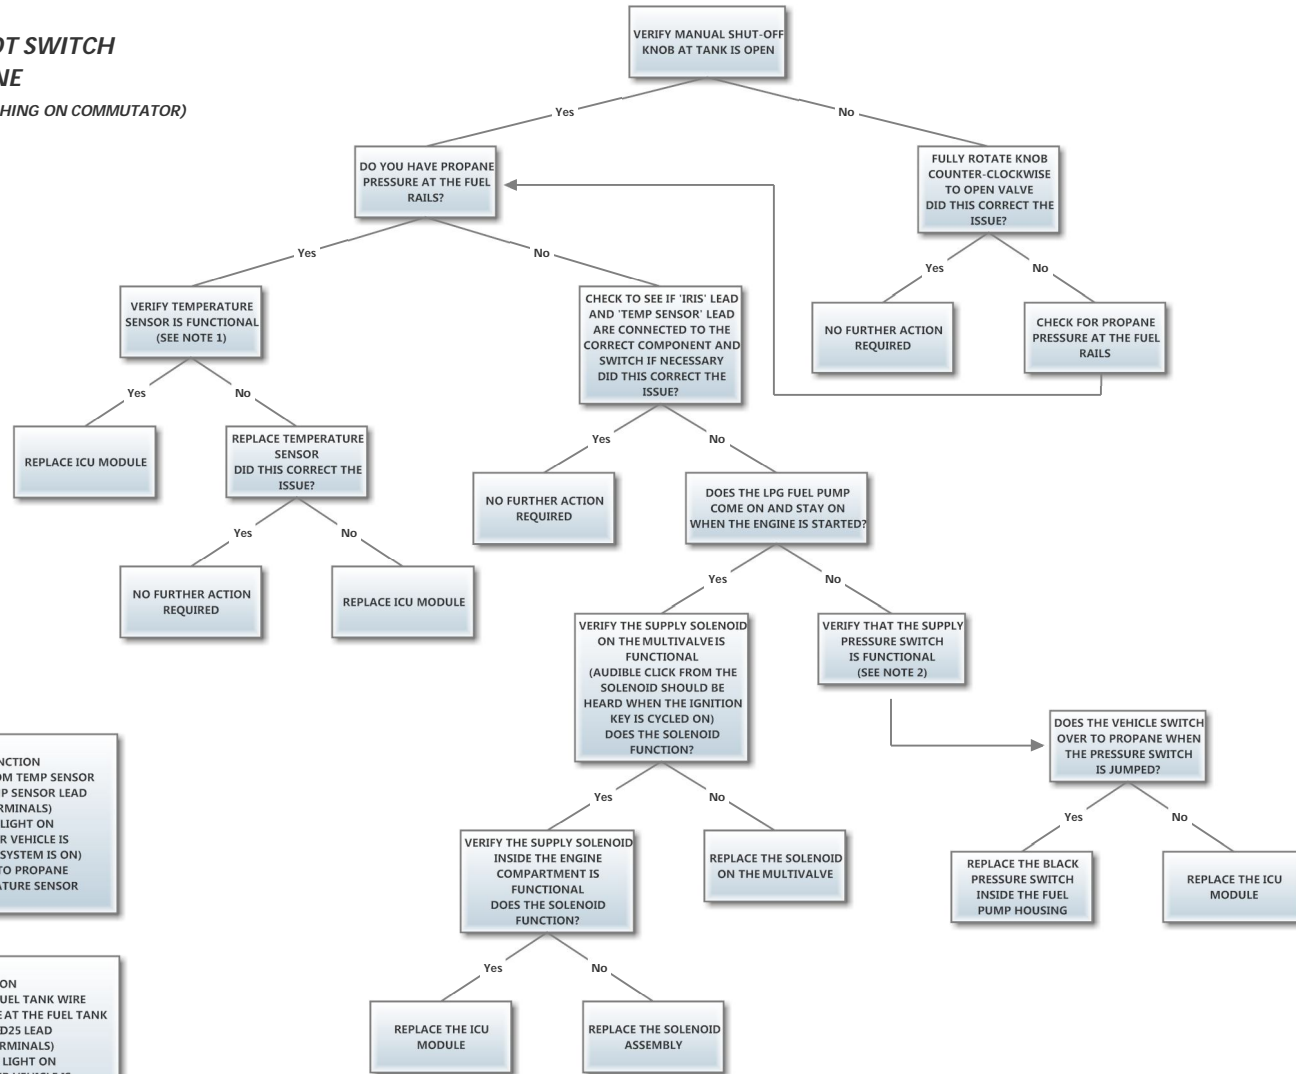 OT SWITCH
NE
HING ON COMMUTATOR)
VERIFY MANUAL SHUT-OFF
KNOB AT TANK IS OPEN
Yes
No
DO YOU HAVE PROPANE
PRESSURE AT THE FUEL
RAILS?
FULLY ROTATE KNOB
COUNTER-CLOCKWISE
TO OPEN VALVE
DID THIS CORRECT THE
ISSUE?
Yes
No
Yes
No
VERIFY TEMPERATURE
SENSOR IS FUNCTIONAL
(SEE NOTE 1)
CHECK TO SEE IF 'IRIS' LEAD
AND 'TEMP SENSOR' LEAD
ARE CONNECTED TO THE
CORRECT COMPONENT AND
SWITCH IF NECESSARY
DID THIS CORRECT THE
ISSUE?
NO FURTHER ACTION
REQUIRED
CHECK FOR PROPANE
PRESSURE AT THE FUEL
RAILS
Yes
No
Yes
No
REPLACE ICU MODULE
REPLACE TEMPERATURE
SENSOR
DID THIS CORRECT THE
ISSUE?
NO FURTHER ACTION
REQUIRED
DOES THE LPG FUEL PUMP
COME ON AND STAY ON
WHEN THE ENGINE IS STARTED?
Yes
No
Yes
No
NO FURTHER ACTION
REQUIRED
REPLACE ICU MODULE
VERIFY THE SUPPLY SOLENOID
ON THE MULTIVALVE IS
FUNCTIONAL
(AUDIBLE CLICK FROM THE
SOLENOID SHOULD BE
HEARD WHEN THE IGNITION
KEY IS CYCLED ON)
DOES THE SOLENOID
FUNCTION?
VERIFY THAT THE SUPPLY
PRESSURE SWITCH
IS FUNCTIONAL
(SEE NOTE 2)
DOES THE VEHICLE SWITCH
OVER TO PROPANE WHEN
THE PRESSURE SWITCH
IS JUMPED?
Yes
No
Yes
No
VERIFY THE SUPPLY SOLENOID
INSIDE THE ENGINE
COMPARTMENT IS
FUNCTIONAL
DOES THE SOLENOID
FUNCTION?
REPLACE THE SOLENOID
ON THE MULTIVALVE
REPLACE THE BLACK
PRESSURE SWITCH
INSIDE THE FUEL
PUMP HOUSING
REPLACE THE ICU
MODULE
Yes
No
REPLACE THE ICU
MODULE
REPLACE THE SOLENOID
ASSEMBLY
NCTION
OM TEMP SENSOR
P SENSOR LEAD
RMINALS)
LIGHT ON
R VEHICLE IS
SYSTEM IS ON)
TO PROPANE
ATURE SENSOR
ON
UEL TANK WIRE
E AT THE FUEL TANK
D25 LEAD
RMINALS)
LIGHT ON